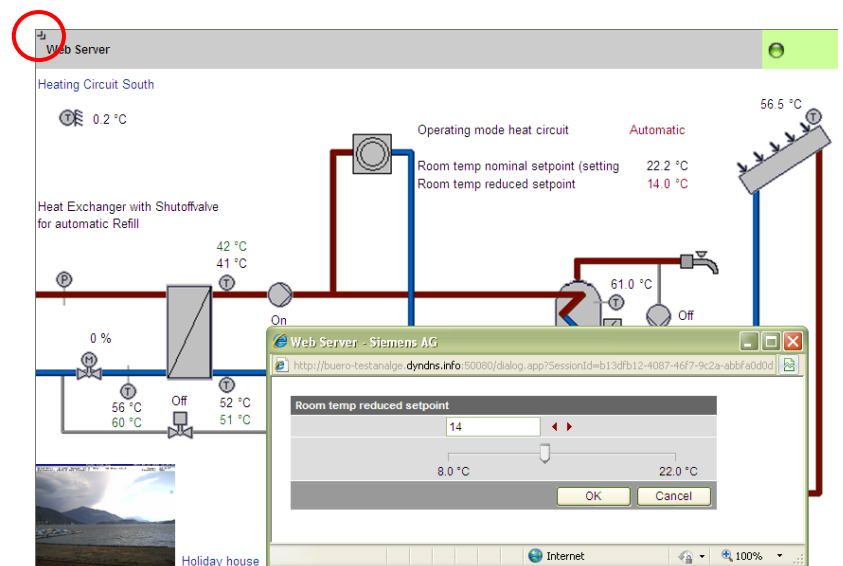 Web Server
Heating Circuit South
T
0.2 °C
56.5 °C
T
Operating mode heat circuit Automatic
Room temp nominal setpoint (setting 22.2 °C
Room temp reduced setpoint 14.0 °C
Heat Exchanger with Shutoffvalve
for automatic Refill
42 °C
41 °C
P
T
61.0 °C
T
On
Off
0 %
M
T
T
56 °C
60 °C
Off
52 °C
51 °C
Web Server - Siemens AG
http://buero-testanalge.dyndns.info:50080/dialog.app?SessionId=b13dfb12-4087-46f7-9c2a-abbfa0d0d
Room temp reduced setpoint
14
8.0 °C 22.0 °C
OK Cancel
Internet 100%
Holiday house